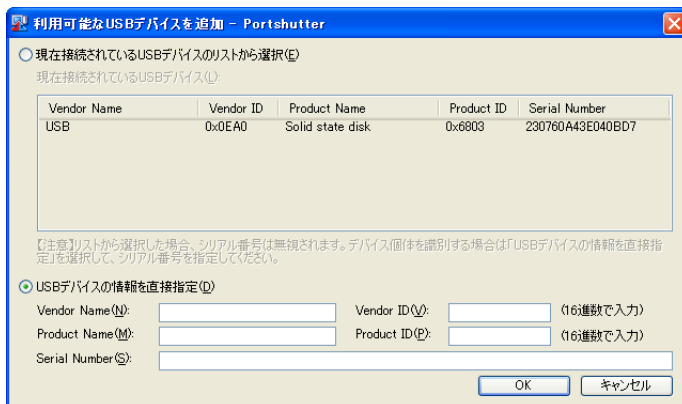 利用可能なUSBデバイスを追加 - Portshutter
現在接続されているUSBデバイスのリストから選択(E)
現在接続されているUSBデバイス(L):
Vendor Name Vendor ID Product Name Product ID Serial Number
USB 0x0EA0 Solid state disk 0x6803 230760A43E040BD7
【注意】リストから選択した場合、シリアル番号は無視されます。デバイス個体を識別する場合は「USBデバイスの情報を直接指
定」を選択して、シリアル番号を指定してください。
USBデバイスの情報を直接指定(D)
Vendor Name(N): Vendor ID(V): (16進数で入力)
Product Name(M): Product ID(P): (16進数で入力)
Serial Number(S):
OK キャンセル